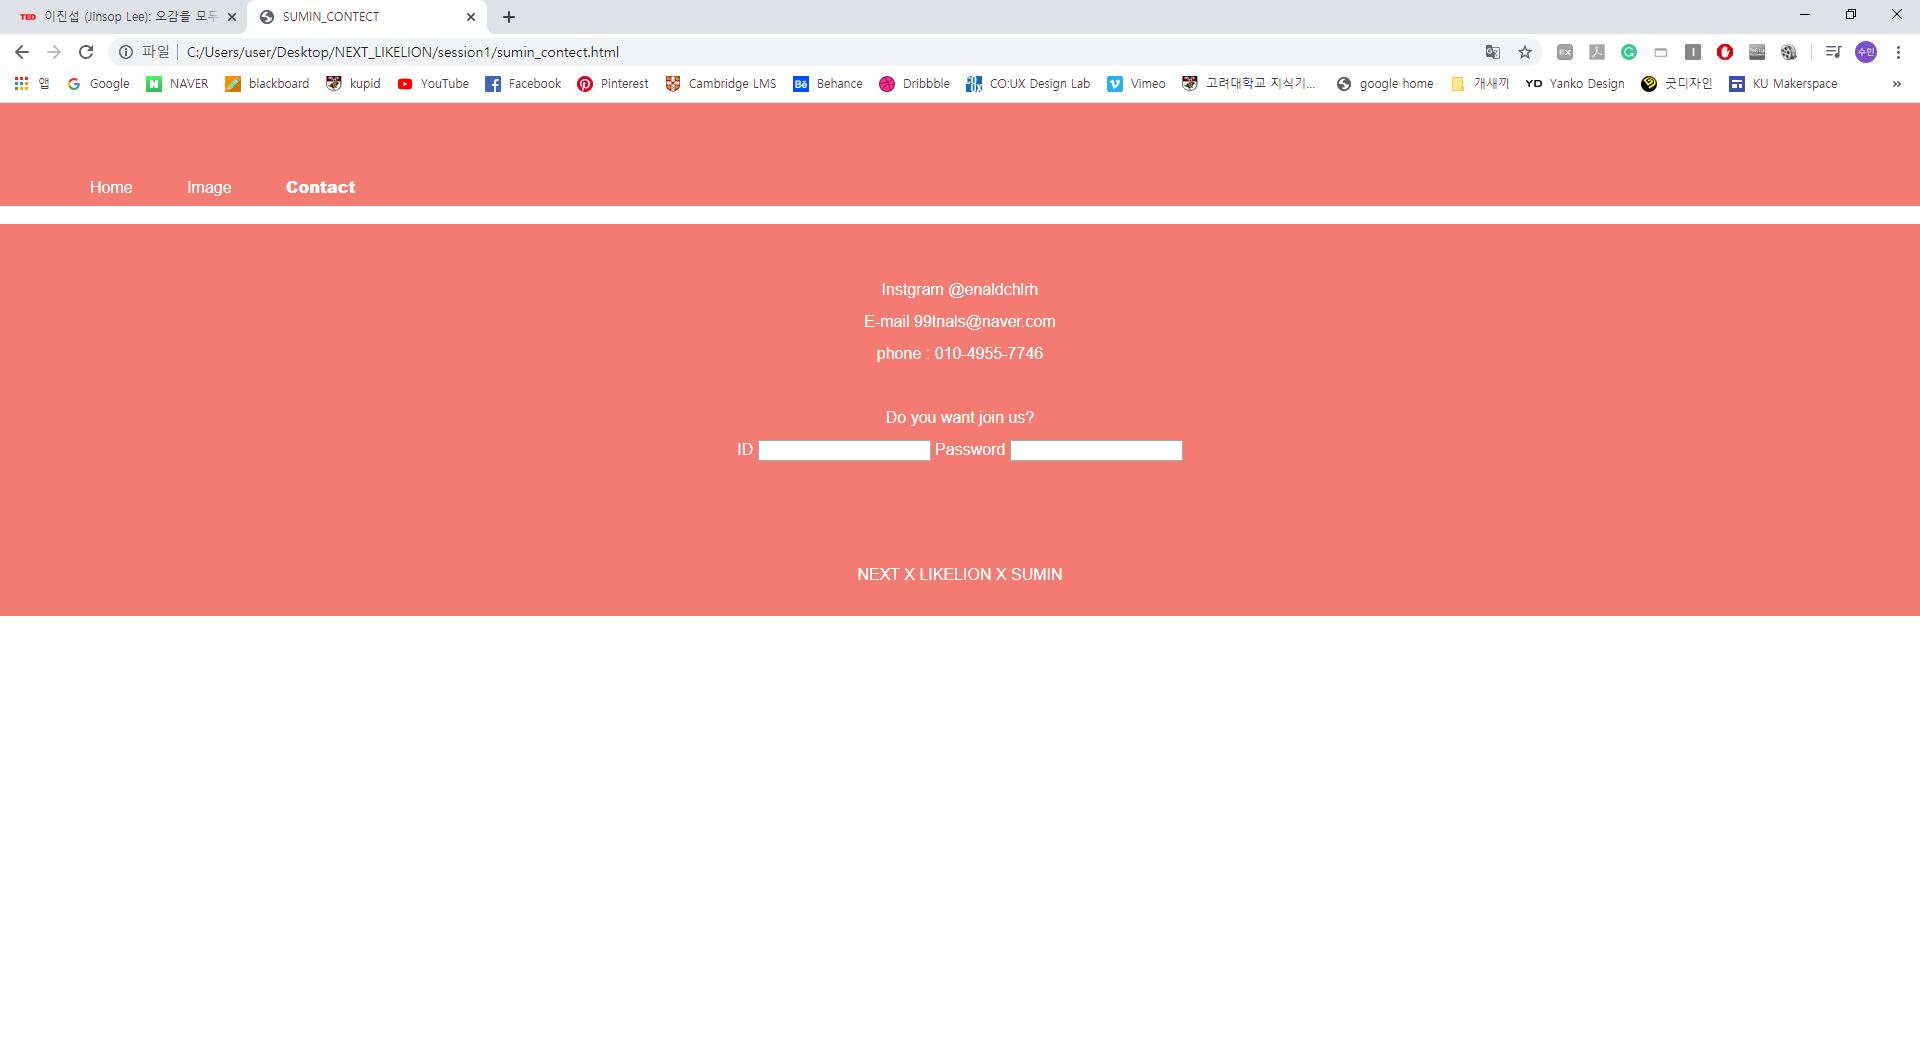 TED 이진섭 (Jinsop Lee): 오감을 모두
SUMIN_CONTECT
파일 C:/Users/user/Desktop/NEXT_LIKELION/session1/sumin_contect.html
수민
앱 Google NAVER blackboard kupid YouTube Facebook Pinterest Cambridge LMS Behance Dribbble CO:UX Design Lab Vimeo 고려대학교 지식기... google home 개새끼 YD Yanko Design 굿디자인 KU Makerspace »
Home Image Contact
Instgram @enaldchlrh
E-mail 99tnals@naver.com
phone : 010-4955-7746
Do you want join us?
ID Password
NEXT X LIKELION X SUMIN